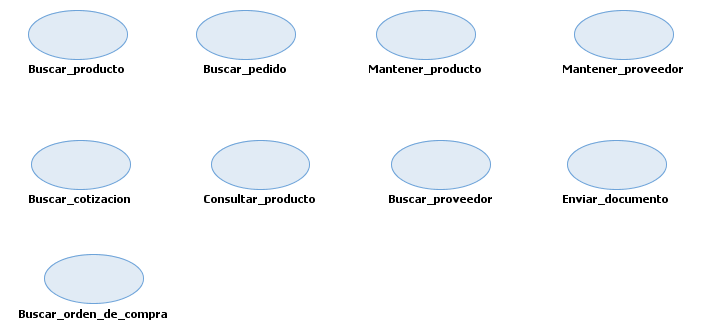 Buscar_producto
Buscar_pedido
Mantener_producto
Mantener_proveedor
Buscar_cotizacion
Consultar_producto
Buscar_proveedor
Enviar_documento
Buscar_orden_de_compra